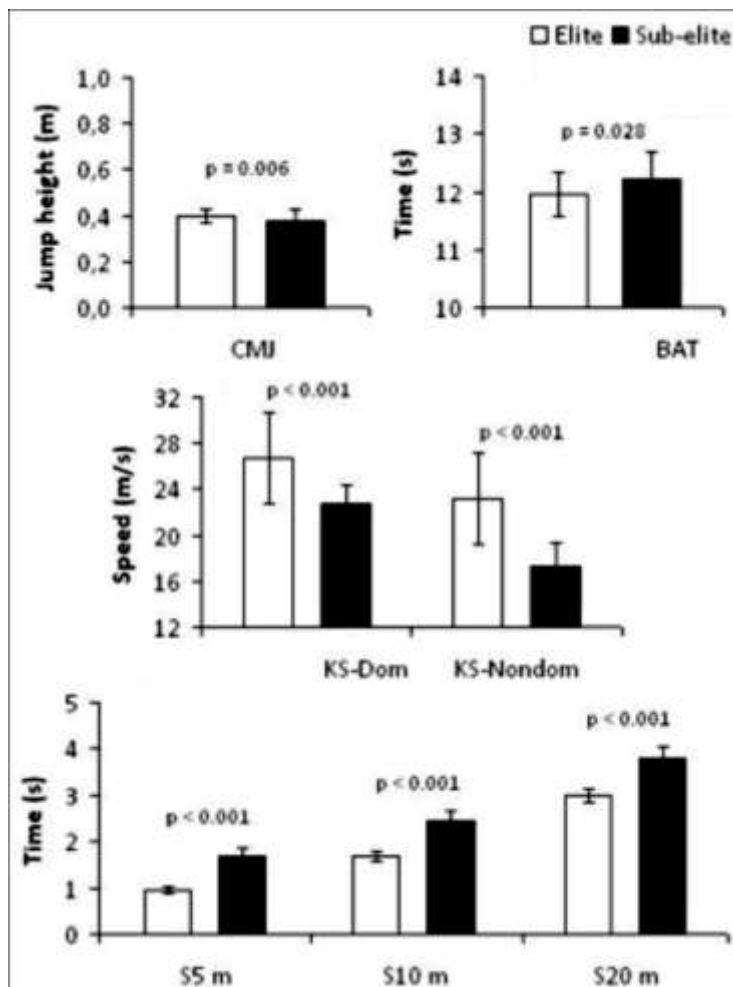 Elite Sub-elite
Jump height (m)
1,0
0,8
0,6
0,4
0,2
0,0
p = 0.006
CMJ
Time (s)
14
13
12
11
10
p = 0.028
BAT
Speed (m/s)
32
28
24
20
16
12
p < 0.001
p < 0.001
KS-Dom KS-Nondom
Time (s)
5
4
3
2
1
0
p < 0.001
p < 0.001
p < 0.001
S5 m S10 m S20 m